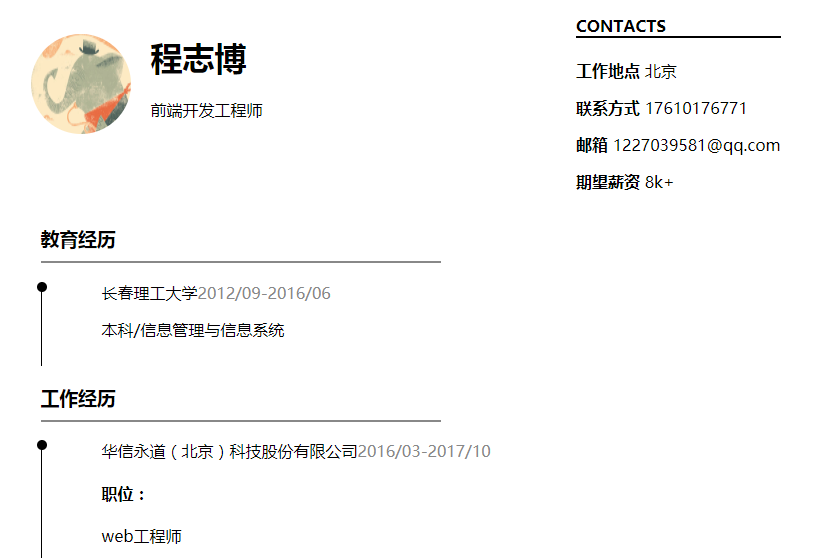 程志博
前端开发工程师
CONTACTS
工作地点 北京
联系方式 17610176771
邮箱 1227039581@qq.com
期望薪资 8k+
教育经历
长春理工大学2012/09-2016/06
本科/信息管理与信息系统
工作经历
华信永道（北京）科技股份有限公司2016/03-2017/10
职位：
web工程师